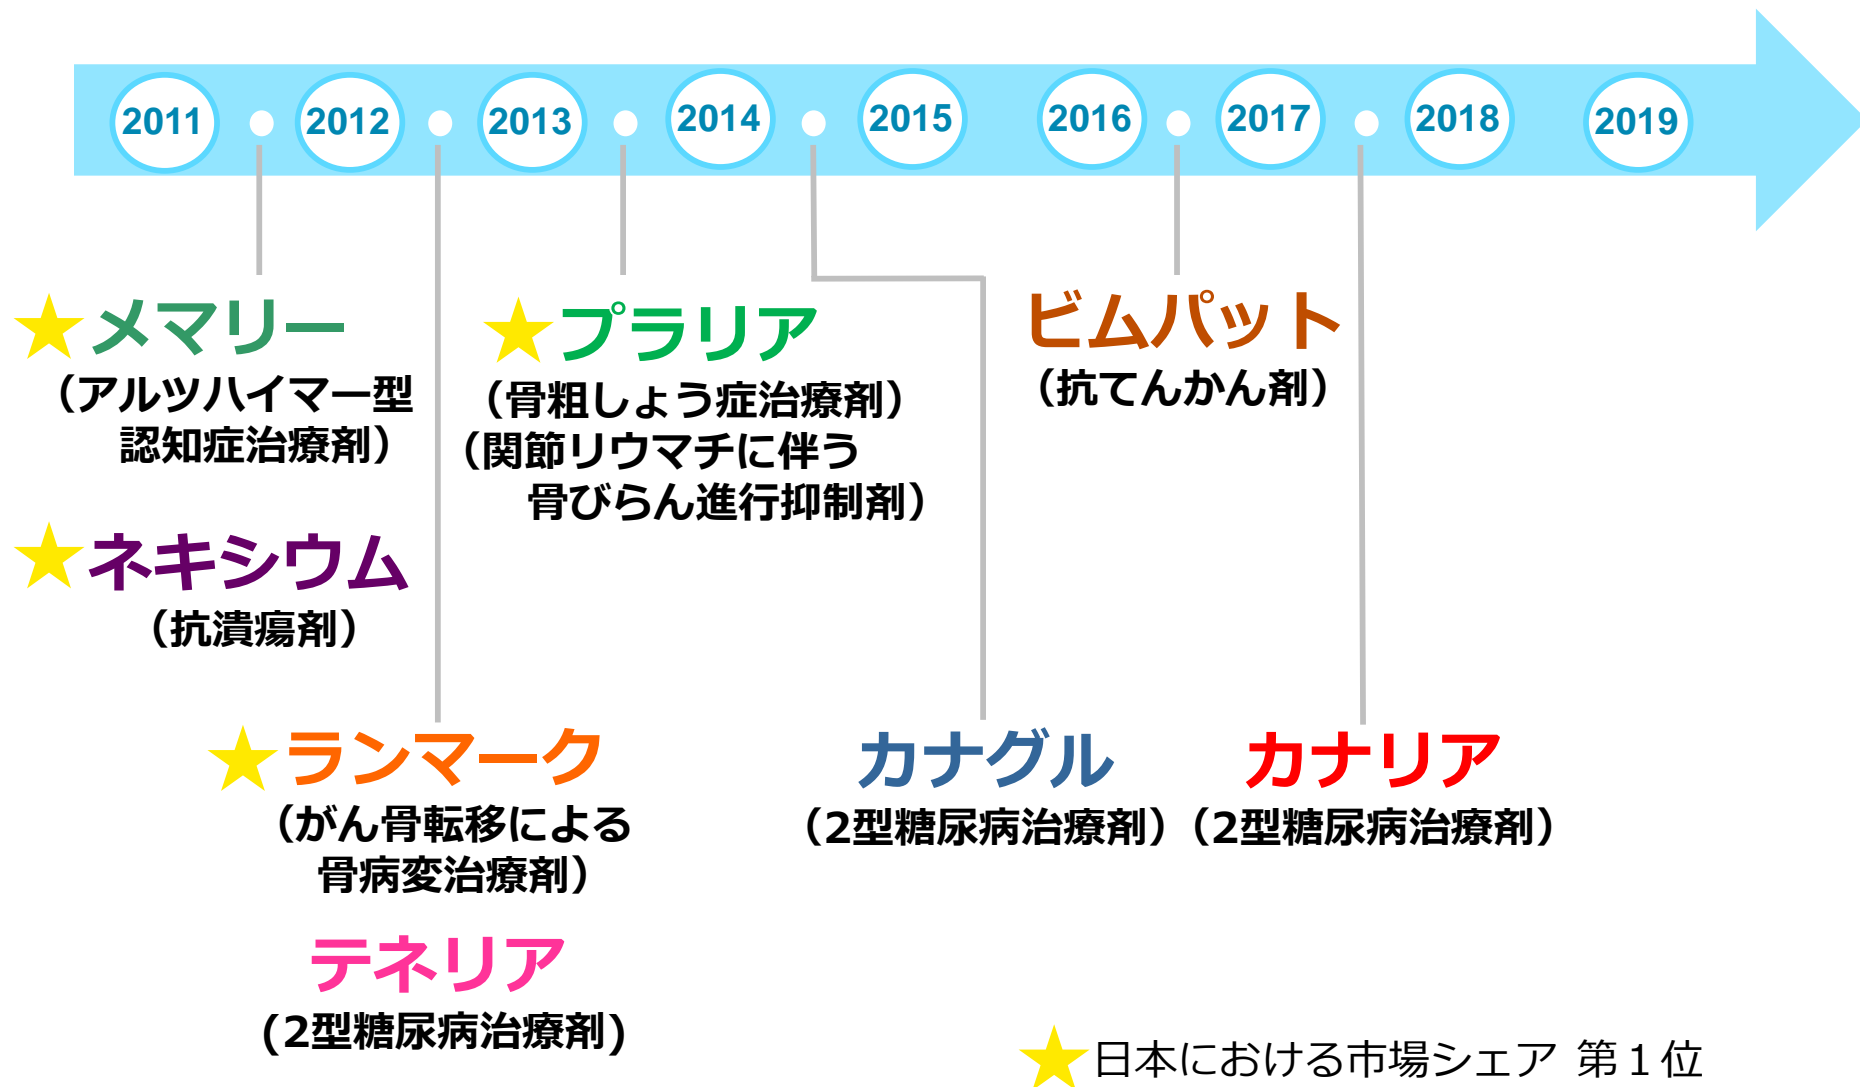 2011 2012 2013 2014 2015 2016 2017 2018 2019
★メマリー
（アルツハイマー型
認知症治療剤）
★ネキシウム
（抗潰瘍剤）
★プラリア
（骨粗しょう症治療剤）
（関節リウマチに伴う
骨びらん進行抑制剤）
ビムパット
（抗てんかん剤）
★ランマーク
（がん骨転移による
骨病変治療剤）
テネリア
(2型糖尿病治療剤)
カナグル
（2型糖尿病治療剤）
カナリア
（2型糖尿病治療剤）
★日本における市場シェア 第１位